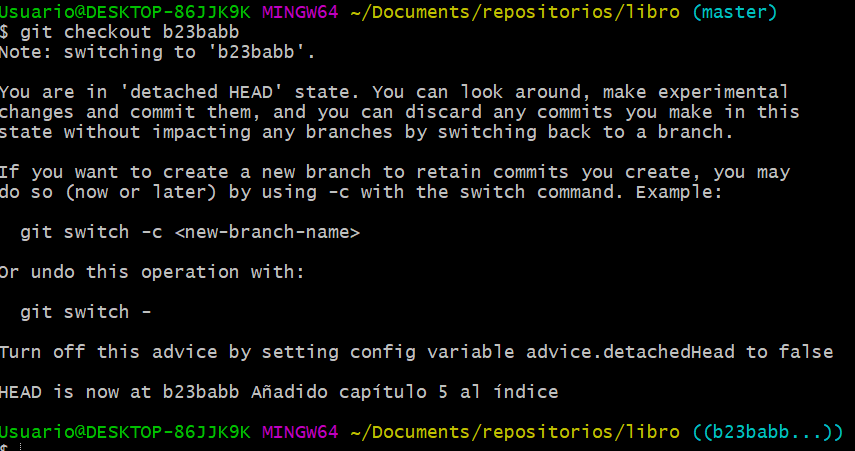 Usuario@DESKTOP-86JJK9K MINGW64 ~/Documents/repositorios/libro (master)
$ git checkout b23babb
Note: switching to 'b23babb'.
You are in 'detached HEAD' state. You can look around, make experimental
changes and commit them, and you can discard any commits you make in this
state without impacting any branches by switching back to a branch.
If you want to create a new branch to retain commits you create, you may
do so (now or later) by using -c with the switch command. Example:
git switch -c <new-branch-name>
Or undo this operation with:
git switch -
Turn off this advice by setting config variable advice.detachedHead to false
HEAD is now at b23babb Añadido capítulo 5 al índice
Usuario@DESKTOP-86JJK9K MINGW64 ~/Documents/repositorios/libro ((b23babb...))
$